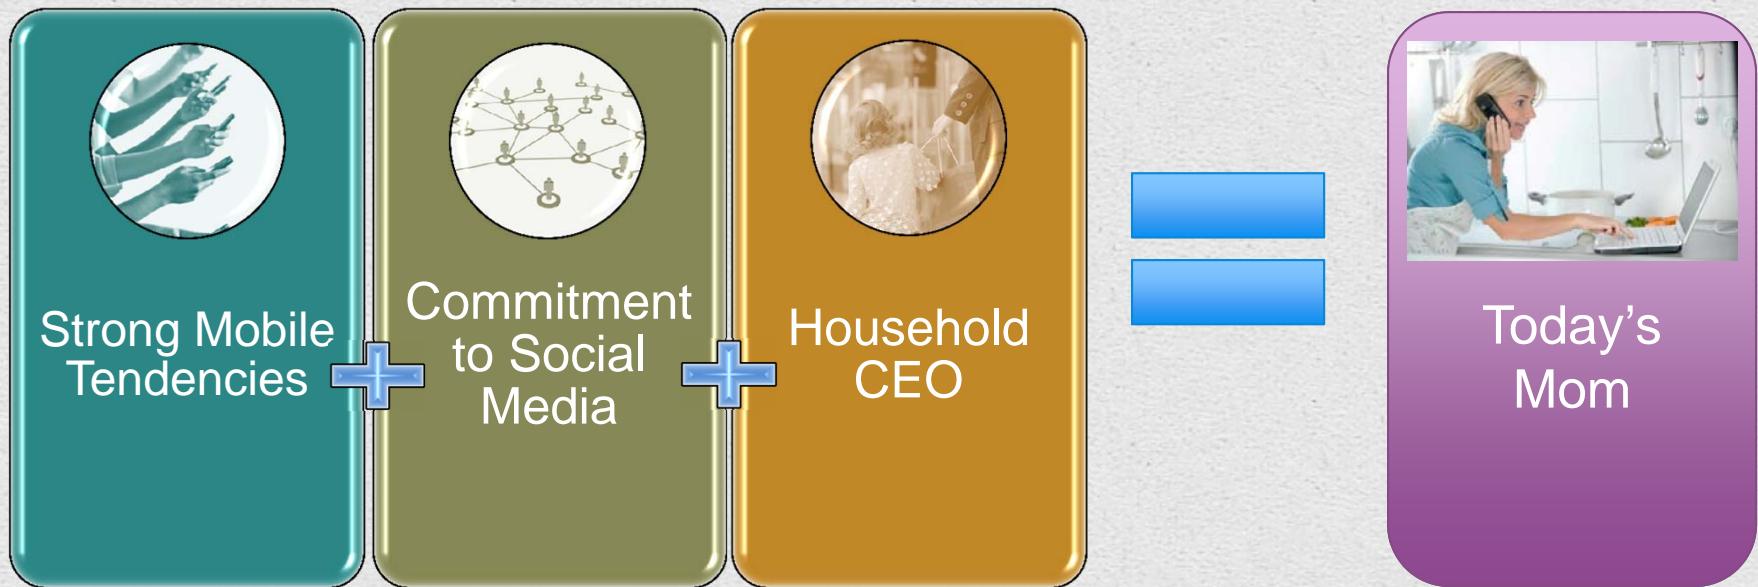 Strong Mobile
Tendencies
Commitment
to Social
Media
Household
CEO
Today’s
Mom